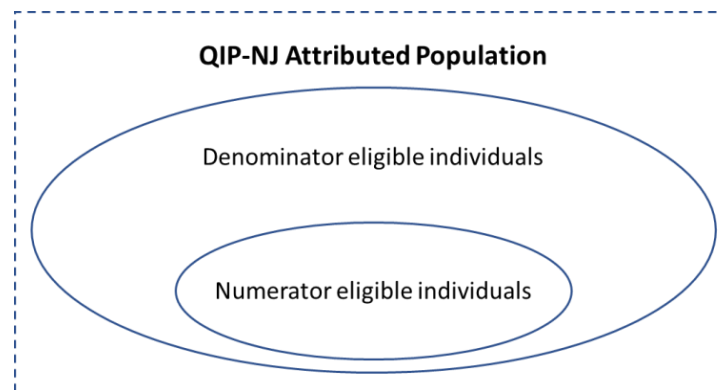 QIP-NJ Attributed Population
Denominator eligible individuals
Numerator eligible individuals